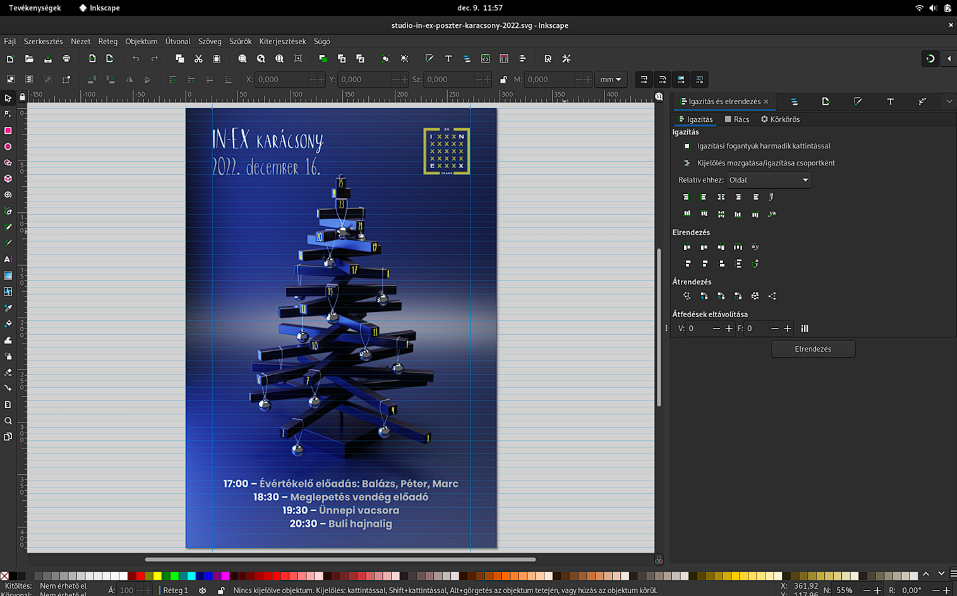 Tevékenységek
Inkscape
dec. 9. 11:57
studio-in-ex-poszter-karacsony-2022.svg - Inkscape
Fájl Szerkesztés Nézet Réteg Objektum Útvonal Szöveg Szűrők Kiterjesztések Súgó
X: 0,000 Y: 0,000 Sz: 0,000 M: 0,000 mm
Igazítás és elrendezés
Igazítás Rács Körkörös
Igazítás
Igazítási fogantyúk harmadik kattintással
Kijelölés mozgatása/igazítása csoportként
Relatív ehhez: Oldal
Elrendezés
Átrendezés
Átfedések eltávolítása
V: 0 F: 0
Elrendezés
IN-EX KARÁCSONY
2022. december 16.
17:00 – Évértékelő előadás: Balázs, Péter, Marc
18:30 – Meglepetés vendég előadó
19:30 – Ünnepi vacsora
20:30 – Buli hajnalig
Kitöltés: Nem érhető el
Körvonal: Nem érhető el
Á: 100
Réteg 1
Nincs kijelölve objektum. Kijelölés: kattintással, Shift+kattintással, Alt+görgetés az objektum tetején, vagy húzás az objektum körül.
X: 361,92
Y: 117,96
N: 55%
R: 0,00°